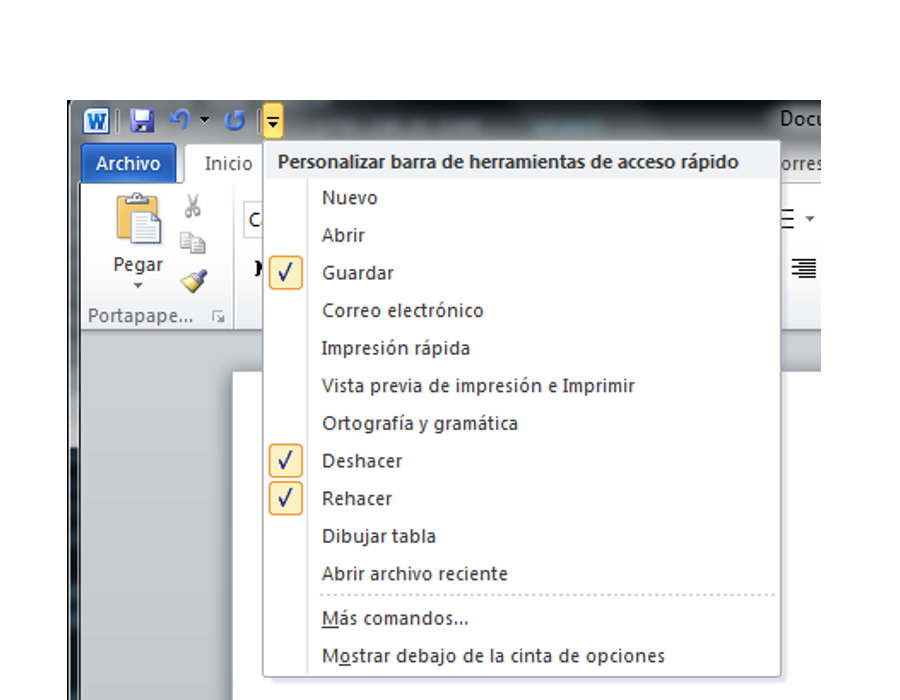 W
Docu
Archivo
Inicio
Personalizar barra de herramientas de acceso rápido
orres
Nuevo
Pegar
Abrir
Guardar
Correo electrónico
Portapape...
Impresión rápida
Vista previa de impresión e Imprimir
Ortografía y gramática
Deshacer
Rehacer
Dibujar tabla
Abrir archivo reciente
Más comandos...
Mostrar debajo de la cinta de opciones